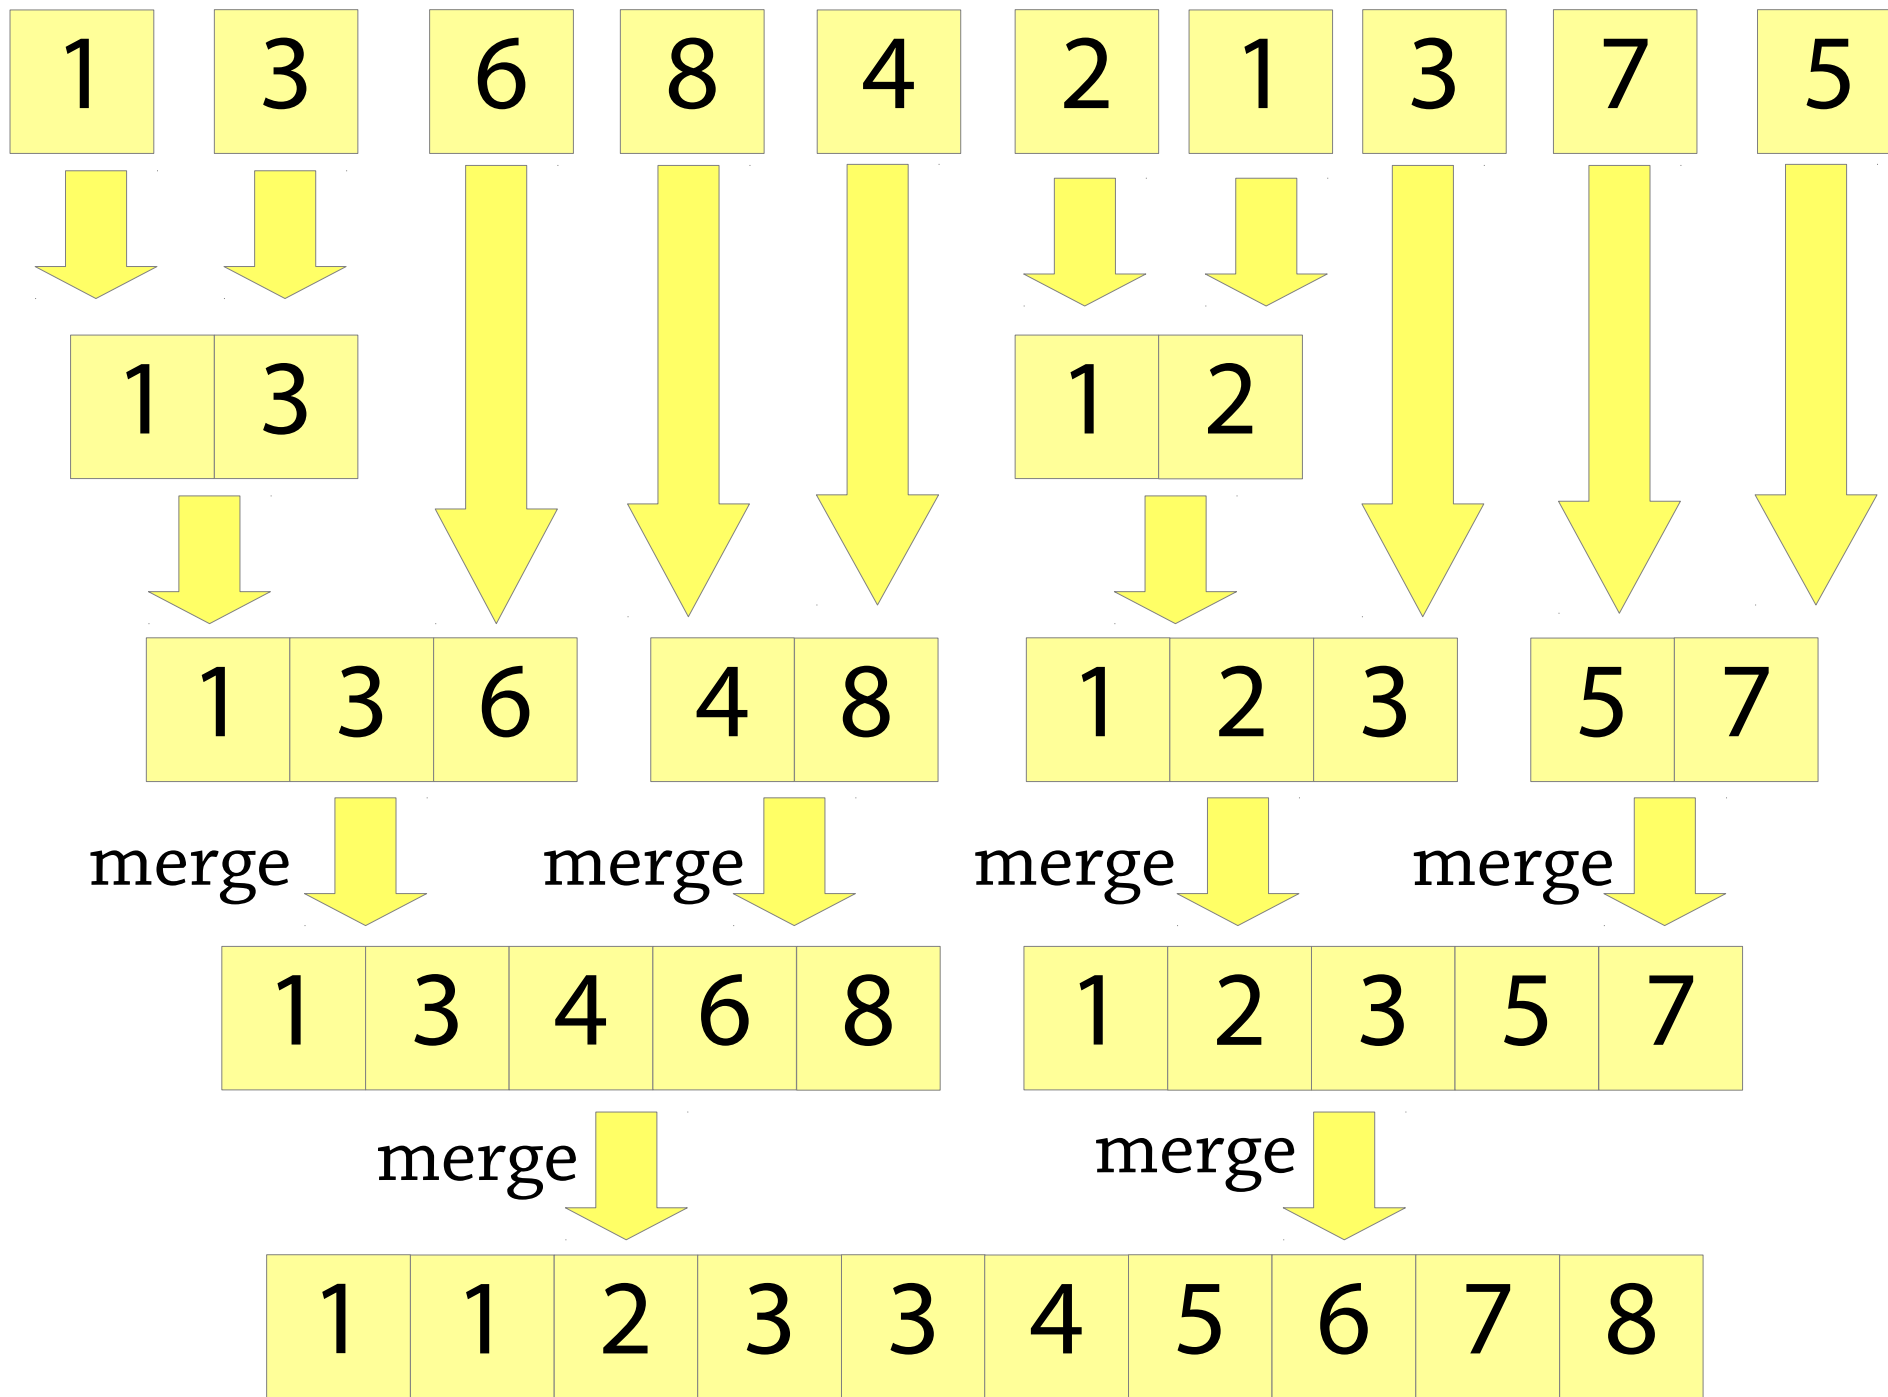 1 3 6 8 4 2 1 3 7 5
1 3 1 2
1 3 6 4 8 1 2 3 5 7
merge merge merge merge
1 3 4 6 8 1 2 3 5 7
merge merge
1 1 2 3 3 4 5 6 7 8